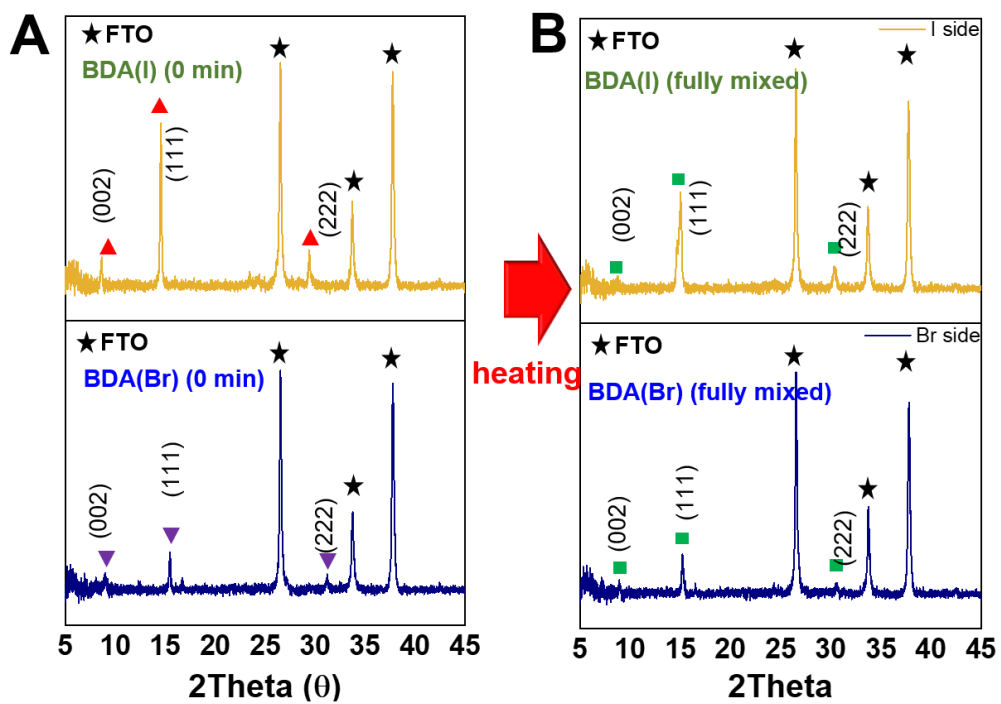 A
★FTO
BDA(I) (0 min)
(002)
(111)
(222)
★FTO
BDA(Br) (0 min)
(002)
(111)
(222)
5 10 15 20 25 30 35 40 45
2Theta (θ)
heating
B
I side
★FTO
BDA(I) (fully mixed)
(002)
(111)
(222)
Br side
★FTO
BDA(Br) (fully mixed)
(002)
(111)
(222)
5 10 15 20 25 30 35 40 45
2Theta